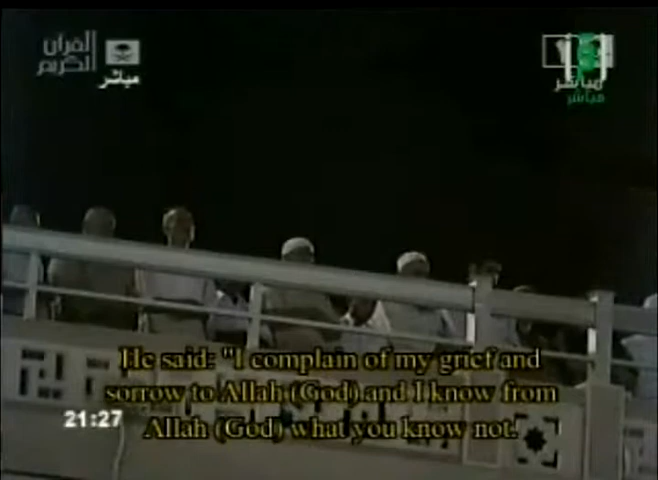 القرآن
الكريم
مباشر
مباشر
مباشر
He said: "I complain of my grief and
sorrow to Allah (God) and I know from
Allah (God) what you know not.
21:27